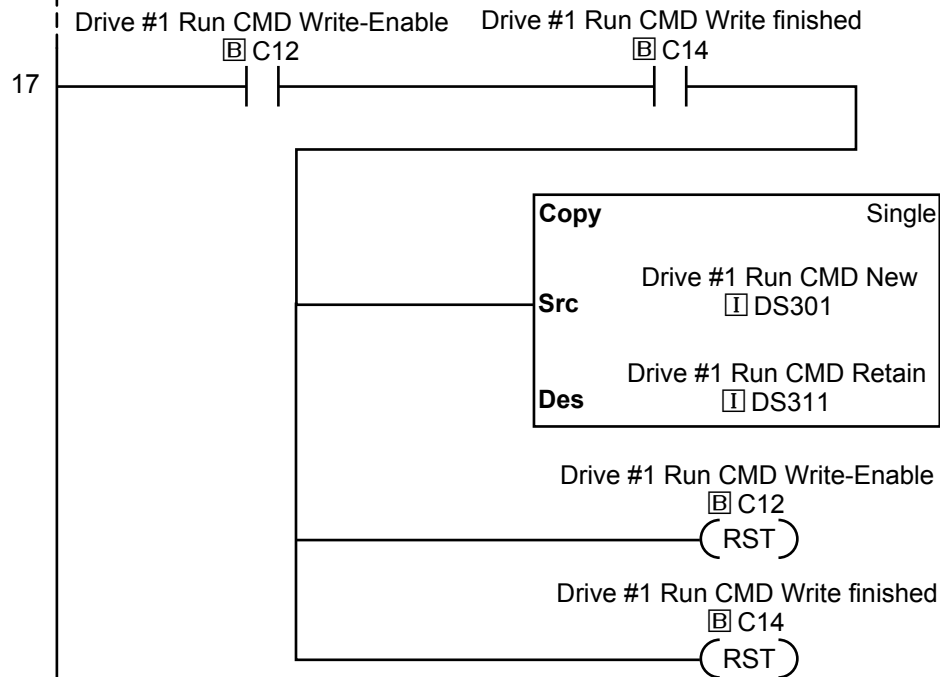 Drive #1 Run CMD Write-Enable
B C12
Drive #1 Run CMD Write finished
B C14
17
Copy Single
Drive #1 Run CMD New
Src I DS301
Drive #1 Run CMD Retain
Des I DS311
Drive #1 Run CMD Write-Enable
B C12
RST
Drive #1 Run CMD Write finished
B C14
RST